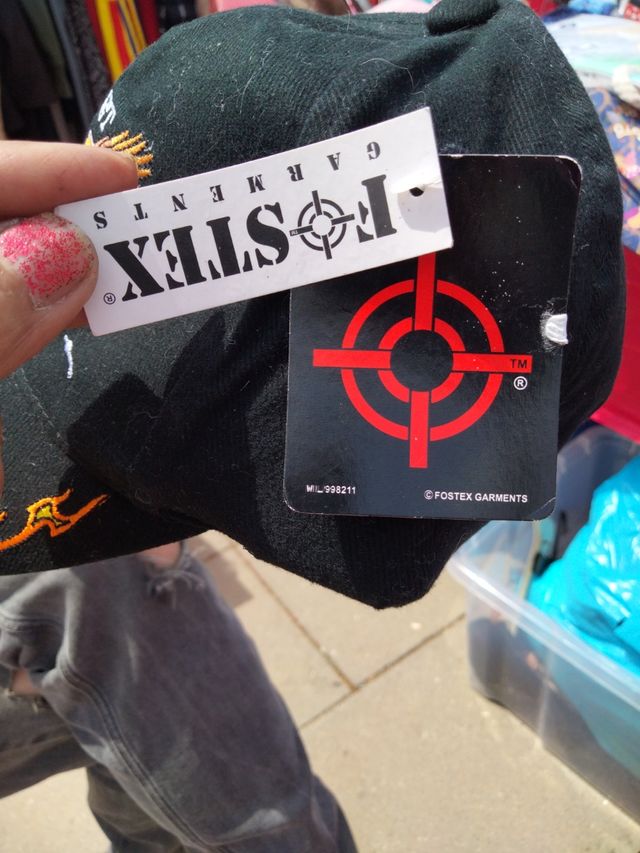 FOSTEX ®
GARMENTS
TM
®
MIL/998211
© FOSTEX GARMENTS